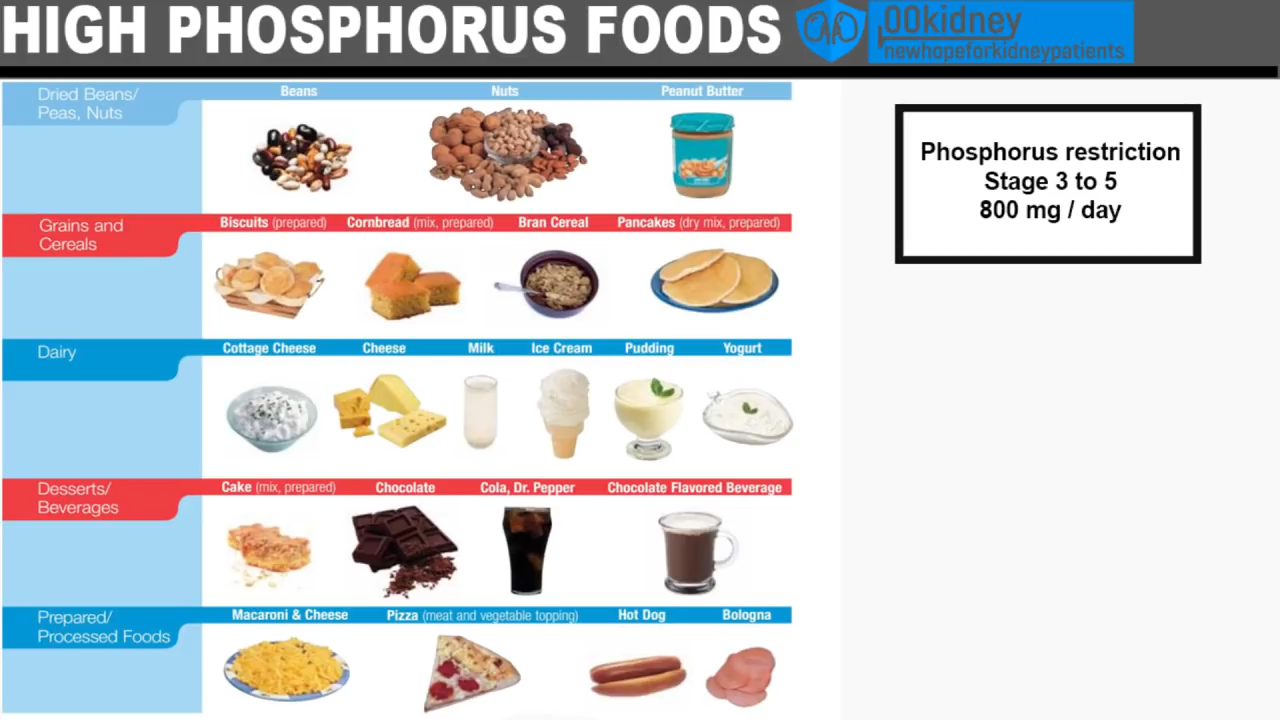 HIGH PHOSPHORUS FOODS
00kidney
newhopeforkidneypatients
Dried Beans/
Peas, Nuts
Beans
Nuts
Peanut Butter
Phosphorus restriction
Stage 3 to 5
800 mg / day
Grains and
Cereals
Biscuits (prepared)
Cornbread (mix, prepared)
Bran Cereal
Pancakes (dry mix, prepared)
Dairy
Cottage Cheese
Cheese
Milk
Ice Cream
Pudding
Yogurt
Desserts/
Beverages
Cake (mix, prepared)
Chocolate
Cola, Dr. Pepper
Chocolate Flavored Beverage
Prepared/
Processed Foods
Macaroni & Cheese
Pizza (meat and vegetable topping)
Hot Dog
Bologna